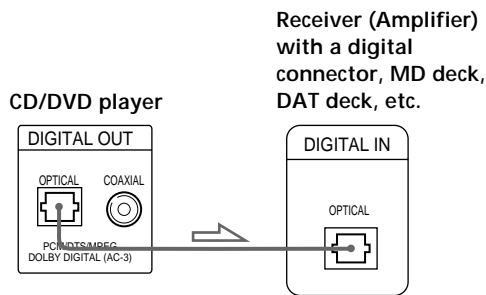 Receiver (Amplifier)
with a digital
connector, MD deck,
DAT deck, etc.
CD/DVD player
DIGITAL OUT
OPTICAL
COAXIAL
PCM/DTS/MPEG
DOLBY DIGITAL (AC-3)
DIGITAL IN
OPTICAL